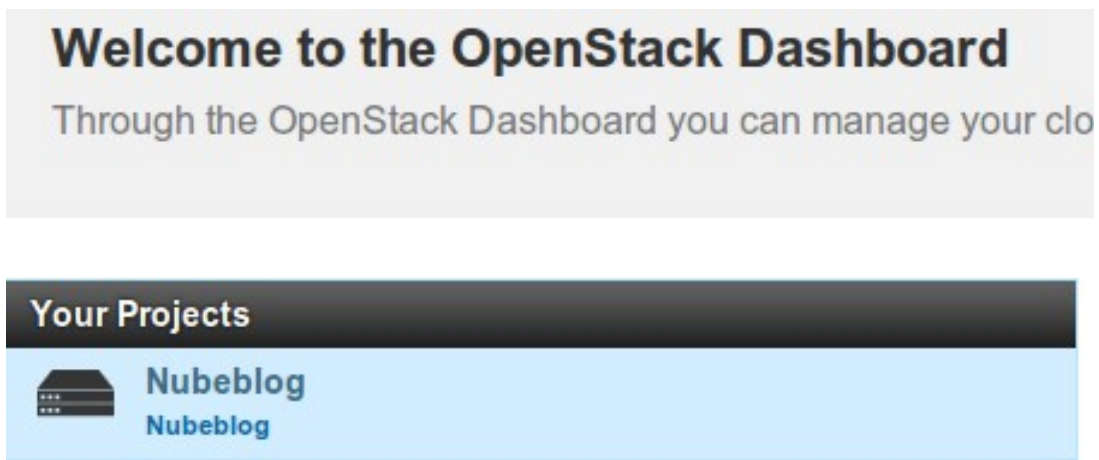 Welcome to the OpenStack Dashboard
Through the OpenStack Dashboard you can manage your clo
Your Projects
Nubeblog
Nubeblog